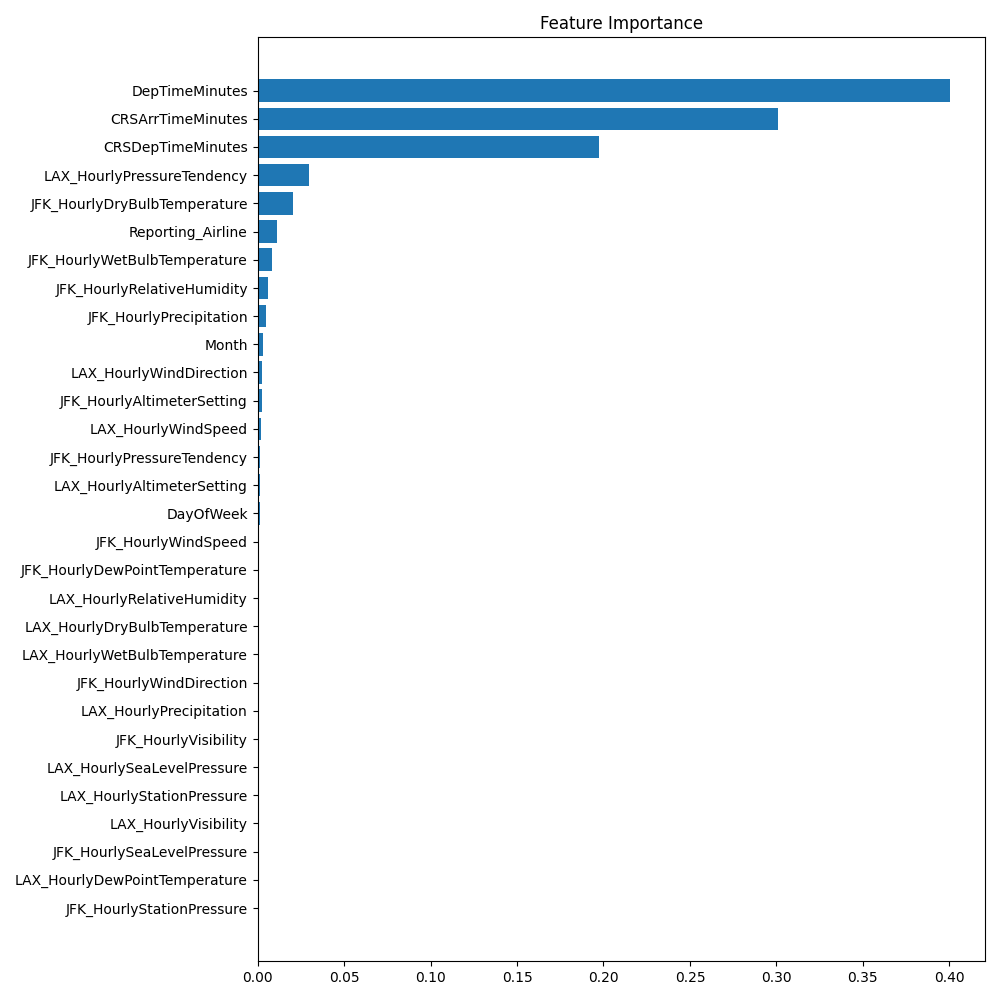 Feature Importance
DepTimeMinutes
CRSArrTimeMinutes
CRSDepTimeMinutes
LAX_HourlyPressureTendency
JFK_HourlyDryBulbTemperature
Reporting_Airline
JFK_HourlyWetBulbTemperature
JFK_HourlyRelativeHumidity
JFK_HourlyPrecipitation
Month
LAX_HourlyWindDirection
JFK_HourlyAltimeterSetting
LAX_HourlyWindSpeed
JFK_HourlyPressureTendency
LAX_HourlyAltimeterSetting
DayOfWeek
JFK_HourlyWindSpeed
JFK_HourlyDewPointTemperature
LAX_HourlyRelativeHumidity
LAX_HourlyDryBulbTemperature
LAX_HourlyWetBulbTemperature
JFK_HourlyWindDirection
LAX_HourlyPrecipitation
JFK_HourlyVisibility
LAX_HourlySeaLevelPressure
LAX_HourlyStationPressure
LAX_HourlyVisibility
JFK_HourlySeaLevelPressure
LAX_HourlyDewPointTemperature
JFK_HourlyStationPressure
0.00 0.05 0.10 0.15 0.20 0.25 0.30 0.35 0.40